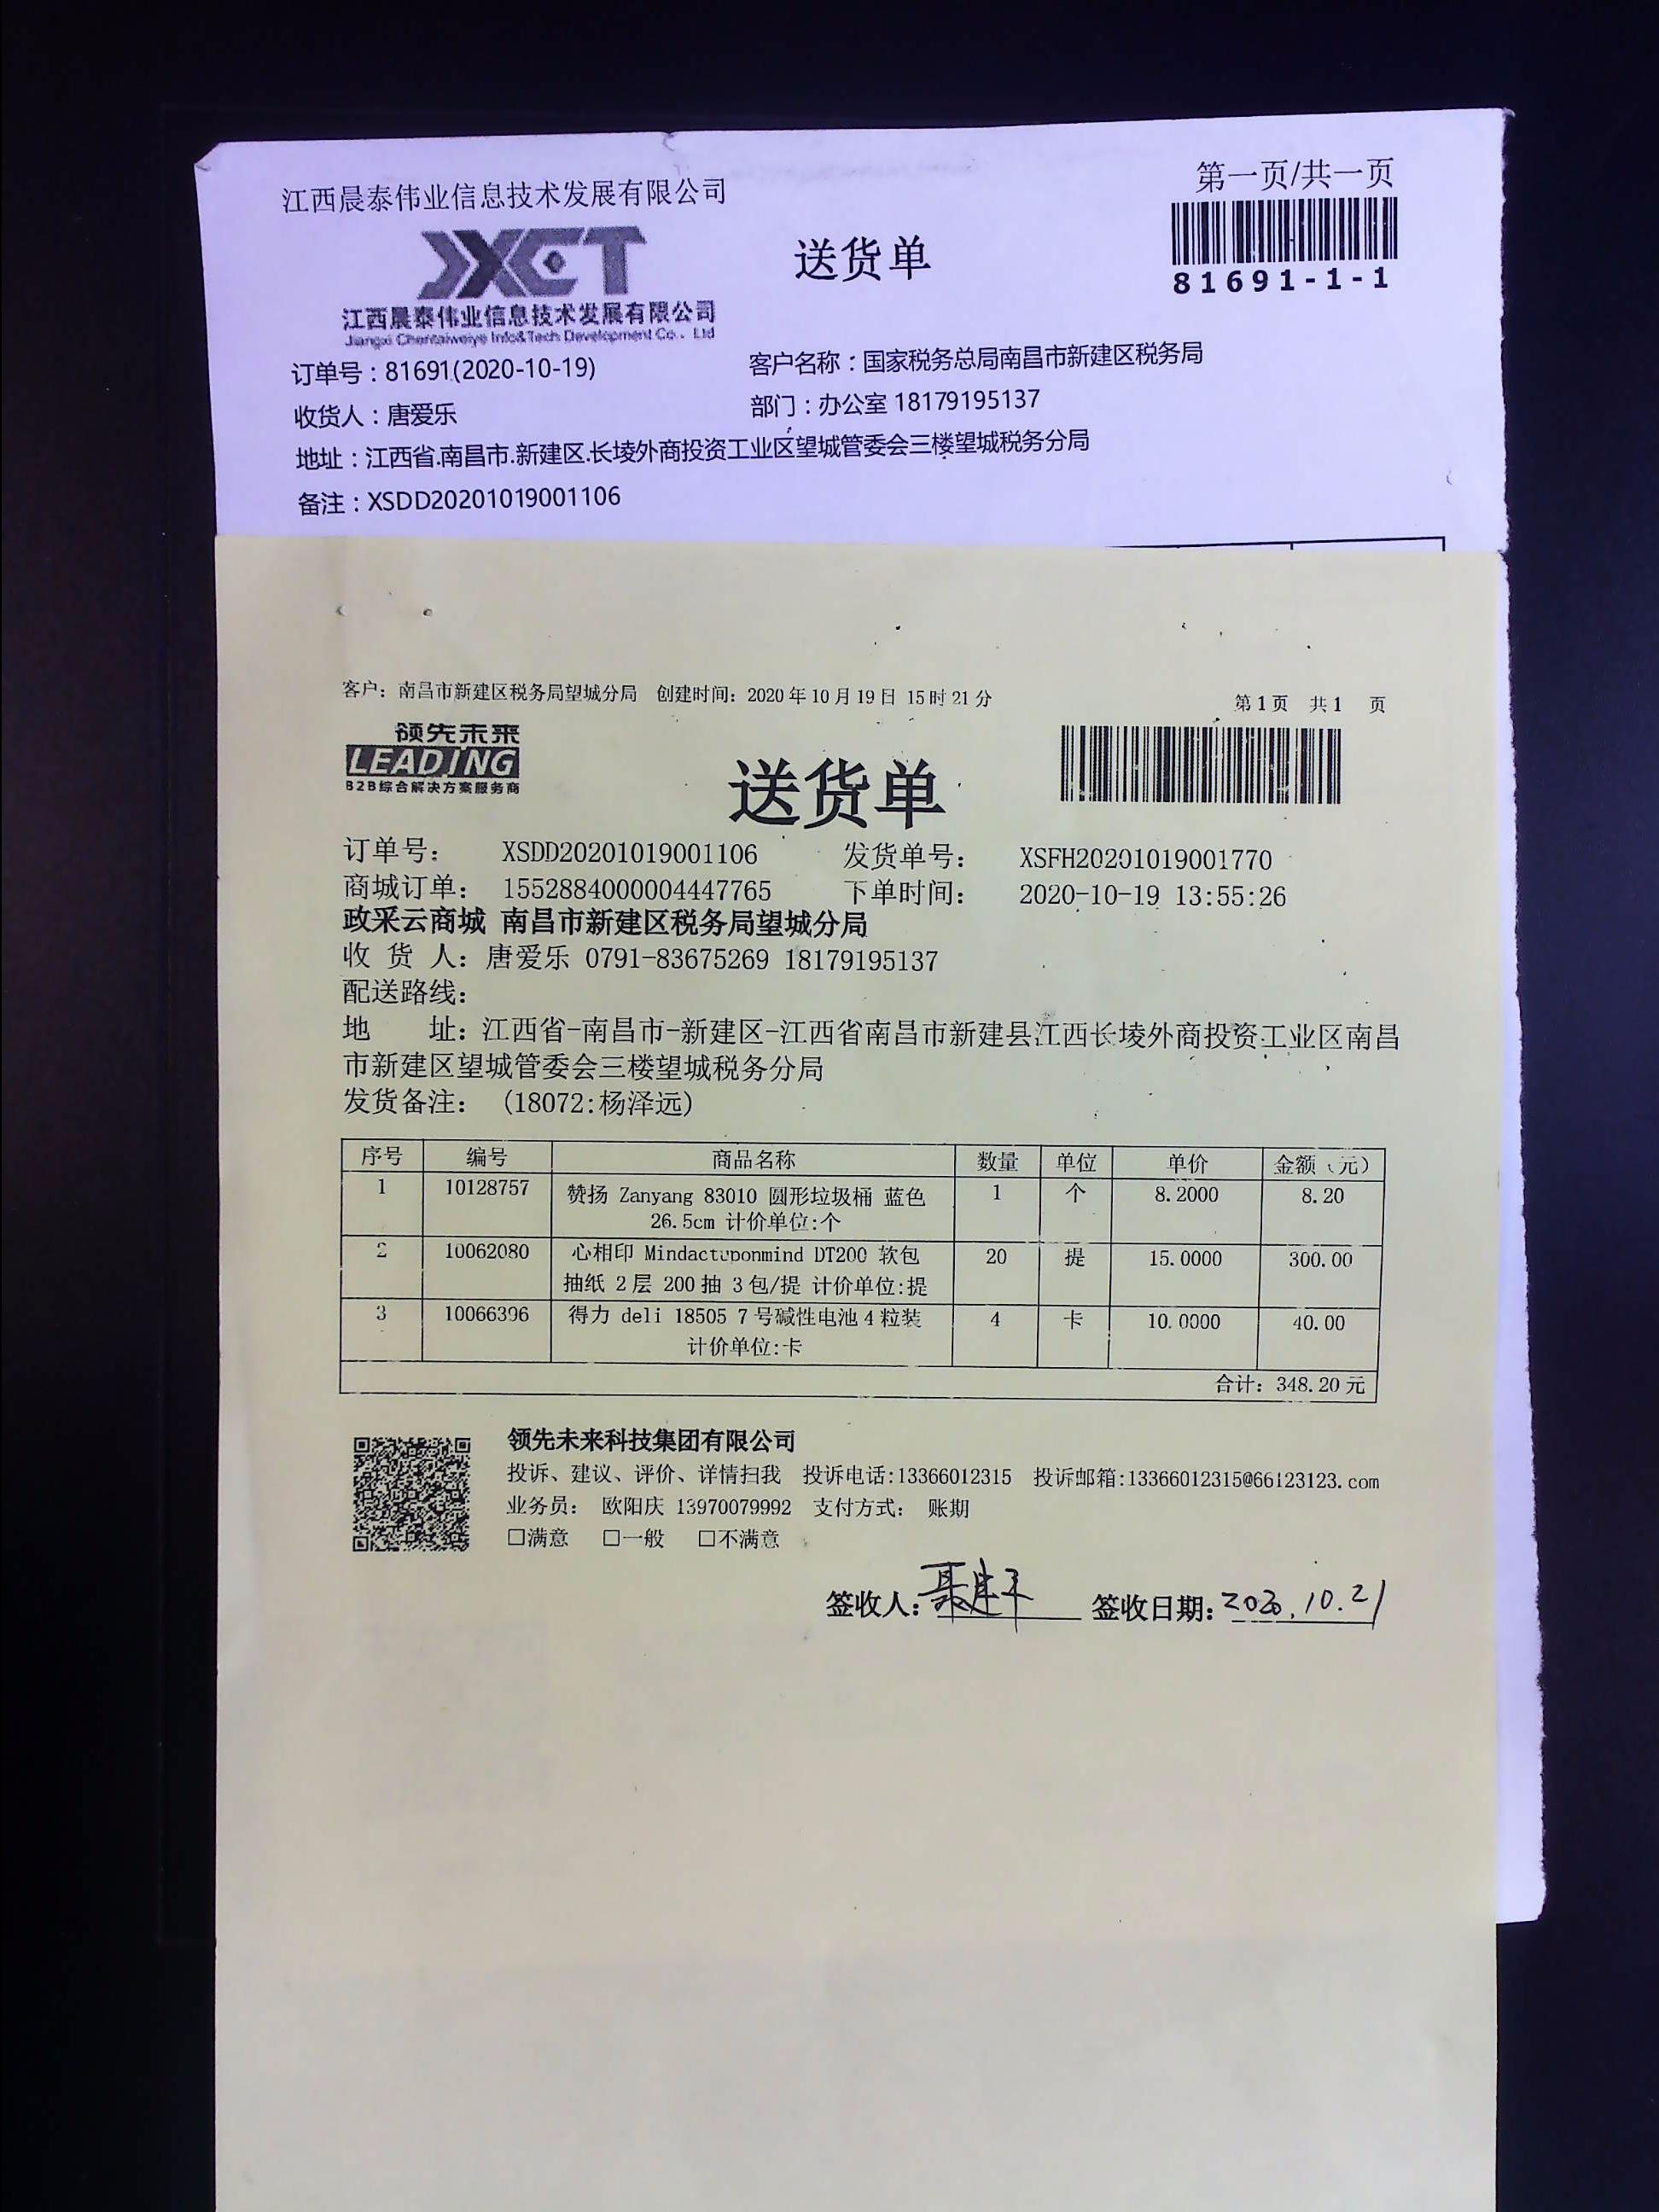 第一页/共一页
江西晨泰伟业信息技术发展有限公司
JXCT
送货单
81691-1-1
江西晨泰伟业信息技术发展有限公司
Jiangxi Chentaiweiye Info&Tech Development Co., Ltd
订单号：81691(2020-10-19) 客户名称：国家税务总局南昌市新建区税务局
收货人：唐爱乐 部门：办公室 18179195137
地址：江西省.南昌市.新建区.长堎外商投资工业区望城管委会三楼望城税务分局
备注：XSDD20201019001106
客户：南昌市新建区税务局望城分局 创建时间：2020年10月19日 15时21分 第1页 共1 页
领先未来
LEADING
B2B综合解决方案服务商
送货单
订单号： XSDD20201019001106 发货单号： XSFH20201019001770
商城订单： 1552884000004447765 下单时间： 2020-10-19 13:55:26
政采云商城 南昌市新建区税务局望城分局
收 货 人：唐爱乐 0791-83675269 18179195137
配送路线：
地 址：江西省-南昌市-新建区-江西省南昌市新建县江西长堎外商投资工业区南昌
市新建区望城管委会三楼望城税务分局
发货备注： (18072:杨泽远)
序号 编号 商品名称 数量 单位 单价 金额（元）
1 10128757 赞扬 Zanyang 83010 圆形垃圾桶 蓝色 1 个 8.2000 8.20
26.5cm 计价单位:个
2 10062080 心相印 Mindactuponmind DT200 软包 20 提 15.0000 300.00
抽纸 2层 200抽 3包/提 计价单位:提
3 10066396 得力 deli 18505 7号碱性电池4粒装 4 卡 10.0000 40.00
计价单位:卡
合计：348.20元
领先未来科技集团有限公司
投诉、建议、评价、详情扫我 投诉电话:13366012315 投诉邮箱:13366012315@66123123.com
业务员： 欧阳庆 13970079992 支付方式： 账期
□满意 □一般 □不满意
签收人： 签收日期：2020.10.21